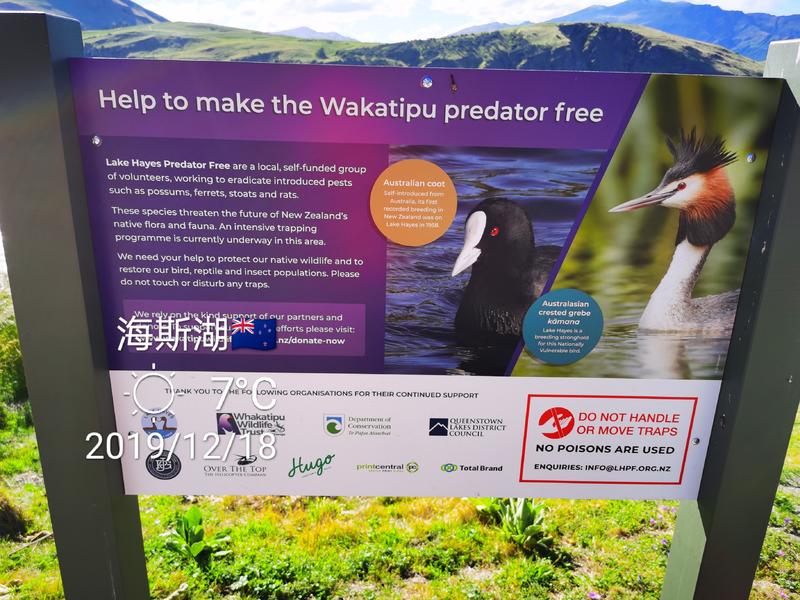 Help to make the Wakatipu predator free
Lake Hayes Predator Free are a local, self-funded group
of volunteers, working to eradicate introduced pests
such as possums, ferrets, stoats and rats.
These species threaten the future of New Zealand's
native flora and fauna. An intensive trapping
programme is currently underway in this area.
We need your help to protect our native wildlife and to
restore our bird, reptile and insect populations. Please
do not touch or disturb any traps.
We rely on the kind support of our partners and
efforts please visit:
.nz/donate-now
Australian coot
Self-introduced from
Australia, its first
recorded breeding in
New Zealand was on
Lake Hayes in 1958.
Australasian
crested grebe
kāmana
Lake Hayes is a
breeding stronghold
for this Nationally
Vulnerable bird.
海斯湖
7°C
2019/12/18
THANK YOU TO THE FOLLOWING ORGANISATIONS FOR THEIR CONTINUED SUPPORT
Whakatipu
Wildlife
Trust
Department of
Conservation
Te Papa Atawhai
QUEENSTOWN
LAKES DISTRICT
COUNCIL
OVER THE TOP
THE HELICOPTER COMPANY
Hugo
printcentral pc
Total Brand
DO NOT HANDLE
OR MOVE TRAPS
NO POISONS ARE USED
ENQUIRIES: INFO@LHPF.ORG.NZ